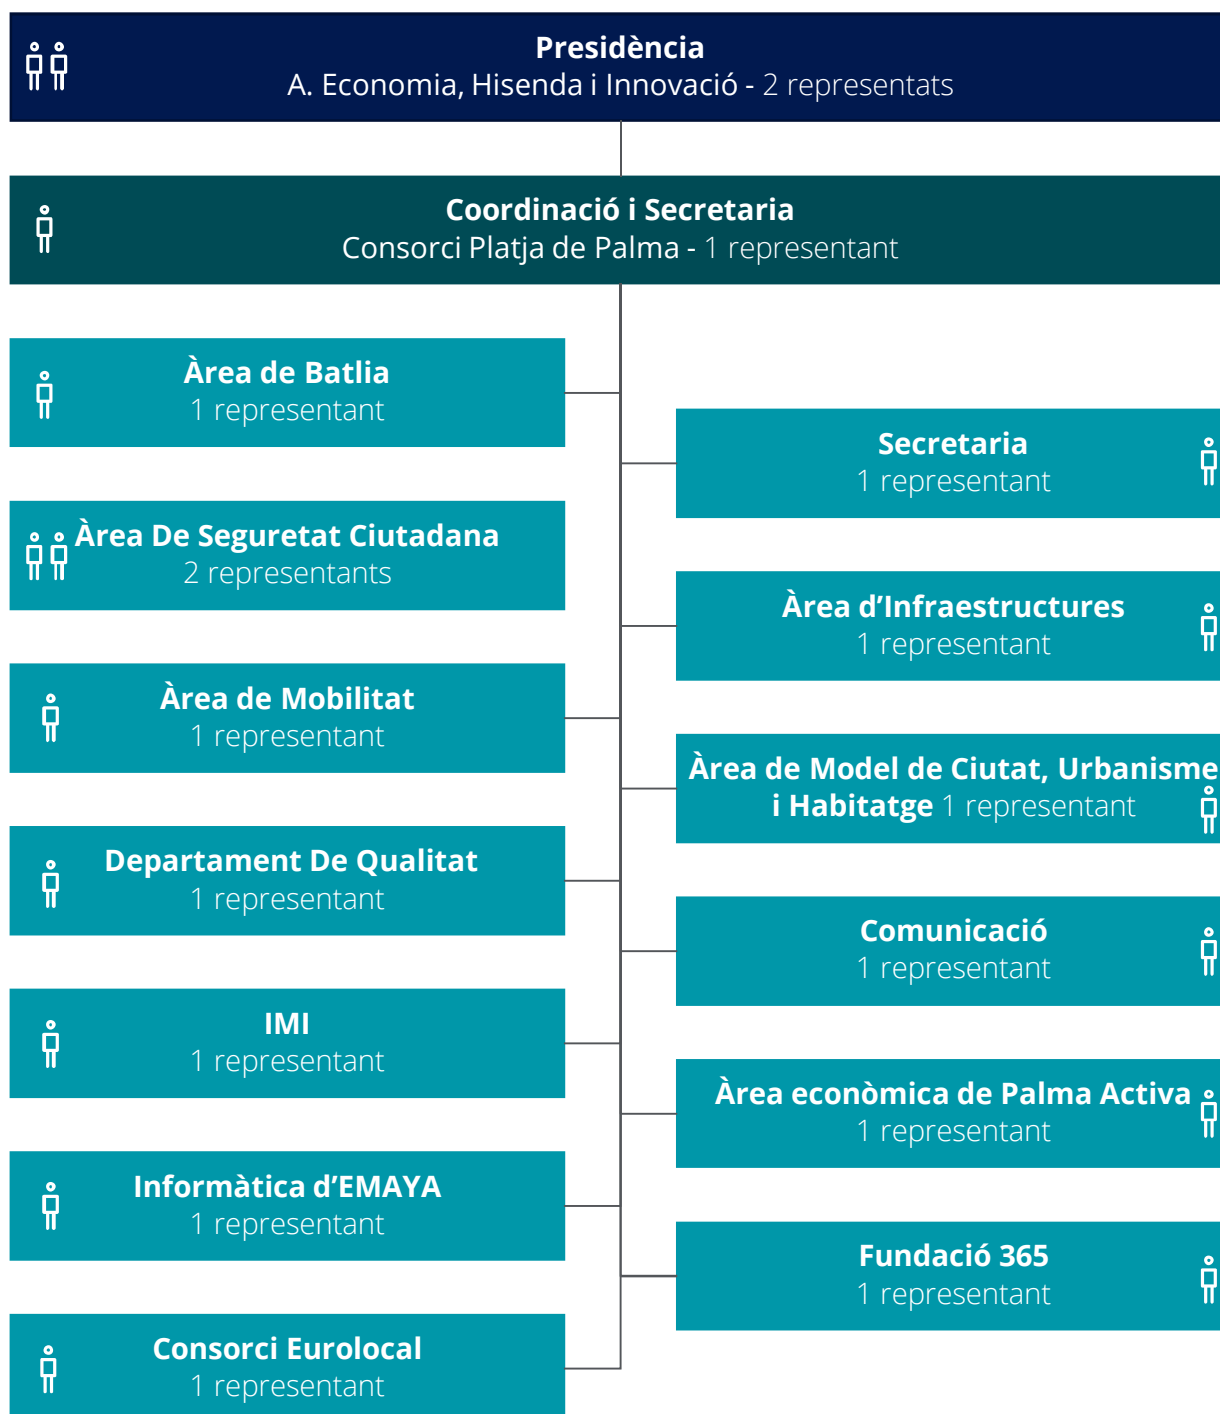 Presidència
A. Economia, Hisenda i Innovació - 2 representats
Coordinació i Secretaria
Consorci Platja de Palma - 1 representant
Àrea de Batlia
1 representant
Secretaria
1 representant
Àrea De Seguretat Ciutadana
2 representants
Àrea d’Infraestructures
1 representant
Àrea de Mobilitat
1 representant
Àrea de Model de Ciutat, Urbanisme
i Habitatge 1 representant
Departament De Qualitat
1 representant
Comunicació
1 representant
IMI
1 representant
Àrea econòmica de Palma Activa
1 representant
Informàtica d’EMAYA
1 representant
Fundació 365
1 representant
Consorci Eurolocal
1 representant